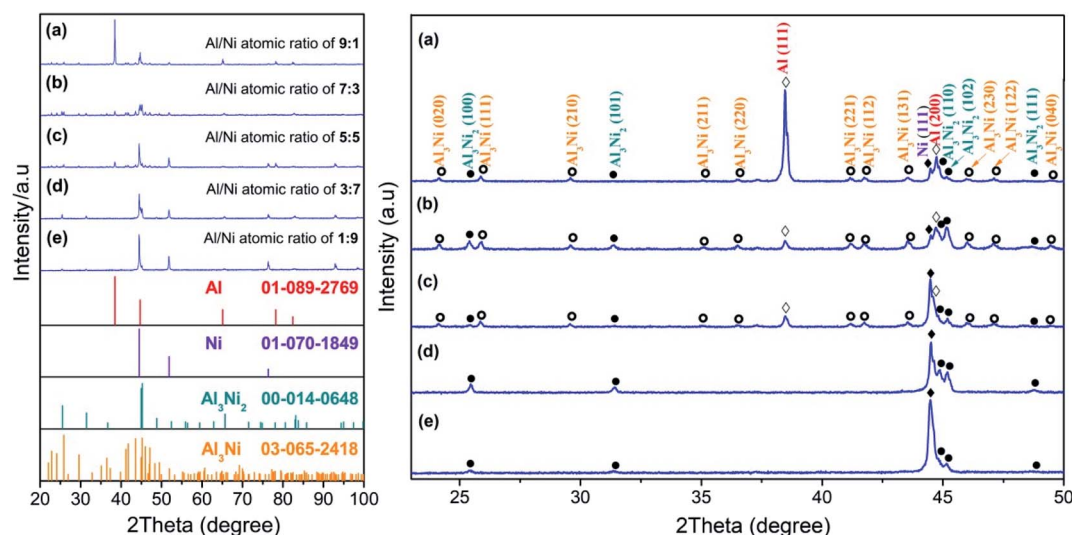 (a)
Al/Ni atomic ratio of 9:1
(b)
Al/Ni atomic ratio of 7:3
(c)
Al/Ni atomic ratio of 5:5
(d)
Al/Ni atomic ratio of 3:7
(e)
Al/Ni atomic ratio of 1:9
Al 01-089-2769
Ni 01-070-1849
Al₃Ni₂ 00-014-0648
Al₃Ni 03-065-2418
Intensity/a.u
20 30 40 50 60 70 80 90 100
2Theta (degree)
(a)
Al₃Ni (020)
Al₃Ni₂ (100)
Al₃Ni (111)
Al₃Ni (210)
Al₃Ni₂ (101)
Al₃Ni (211)
Al₃Ni (220)
Al (111)
Al₃Ni (221)
Al₃Ni (112)
Al₃Ni (131)
Ni (111)
Al (200)
Al₃Ni₂ (110)
Al₃Ni₂ (102)
Al₃Ni (230)
Al₃Ni (122)
Al₃Ni₂ (111)
Al₃Ni (040)
(b)
(c)
(d)
(e)
Intensity (a.u)
25 30 35 40 45 50
2Theta (degree)